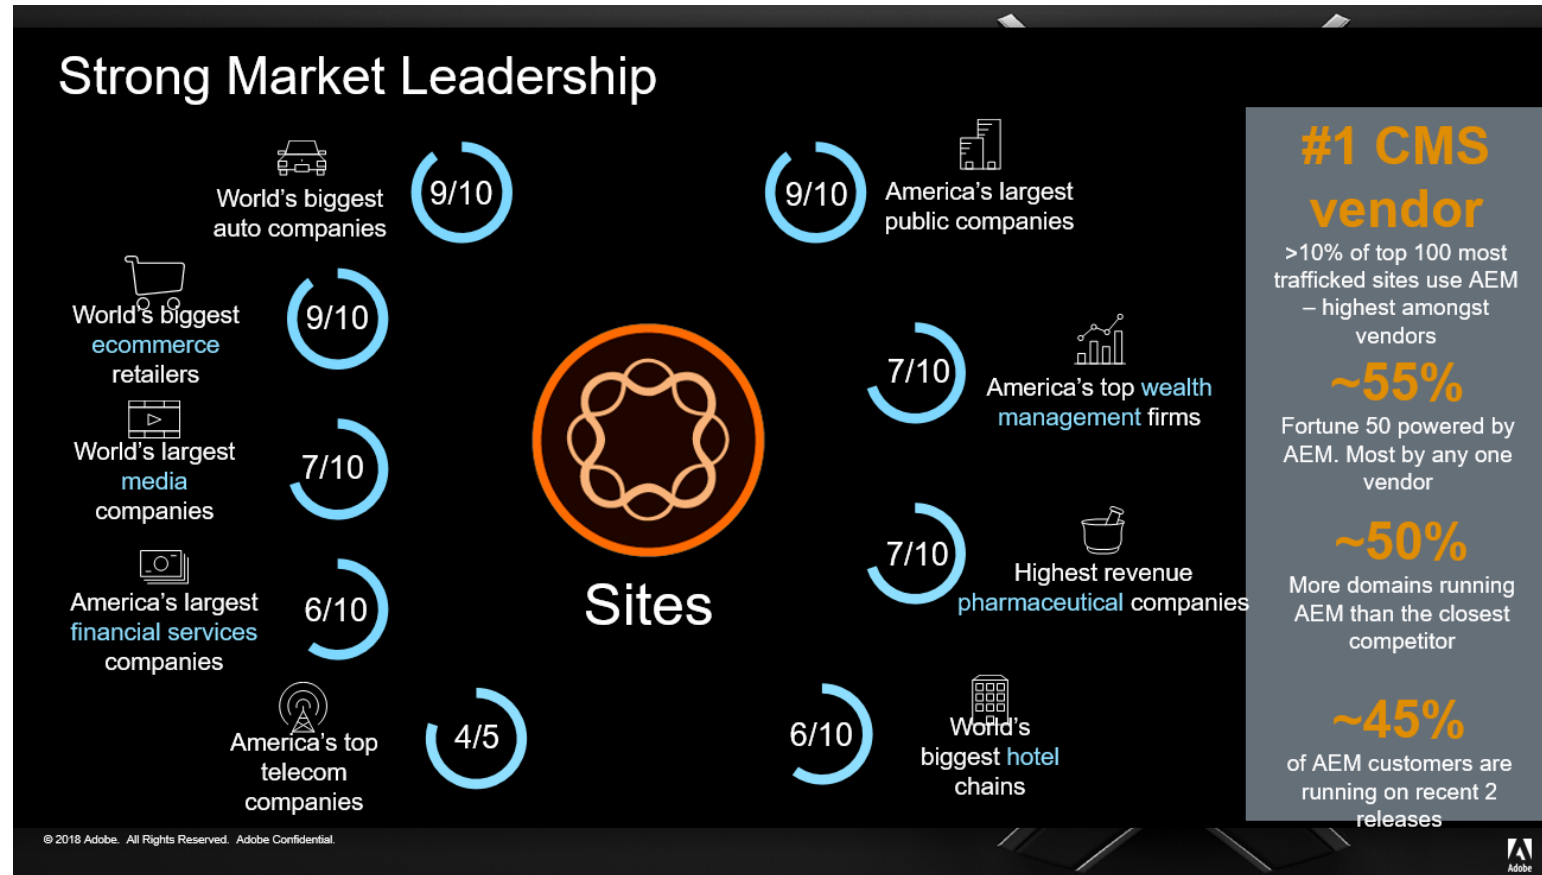 Strong Market Leadership
World's biggest
auto companies
9/10
9/10
America's largest
public companies
World's biggest
ecommerce
retailers
9/10
7/10
America's top wealth
management firms
World's largest
media
companies
7/10
7/10
Highest revenue
pharmaceutical companies
America's largest
financial services
companies
6/10
Sites
America's top
telecom
companies
4/5
6/10
World's
biggest hotel
chains
#1 CMS
vendor
>10% of top 100 most
trafficked sites use AEM
– highest amongst
vendors
~55%
Fortune 50 powered by
AEM. Most by any one
vendor
~50%
More domains running
AEM than the closest
competitor
~45%
of AEM customers are
running on recent 2
releases
© 2018 Adobe. All Rights Reserved. Adobe Confidential.
Adobe